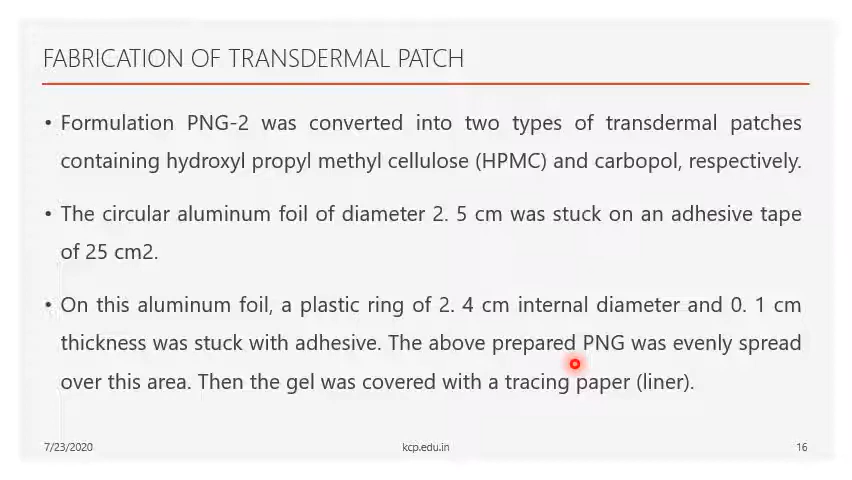 FABRICATION OF TRANSDERMAL PATCH
• Formulation PNG-2 was converted into two types of transdermal patches
containing hydroxyl propyl methyl cellulose (HPMC) and carbopol, respectively.
• The circular aluminum foil of diameter 2. 5 cm was stuck on an adhesive tape
of 25 cm2.
• On this aluminum foil, a plastic ring of 2. 4 cm internal diameter and 0. 1 cm
thickness was stuck with adhesive. The above prepared PNG was evenly spread
over this area. Then the gel was covered with a tracing paper (liner).
7/23/2020 kcp.edu.in 16